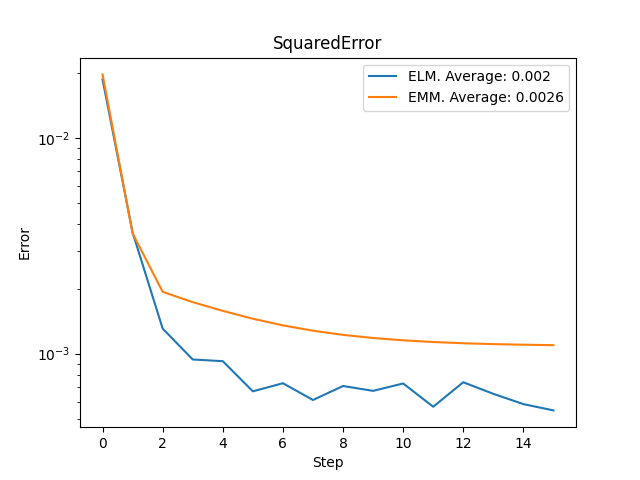 SquaredError
ELM. Average: 0.002
EMM. Average: 0.0026
10⁻²
10⁻³
Error
0 2 4 6 8 10 12 14
Step